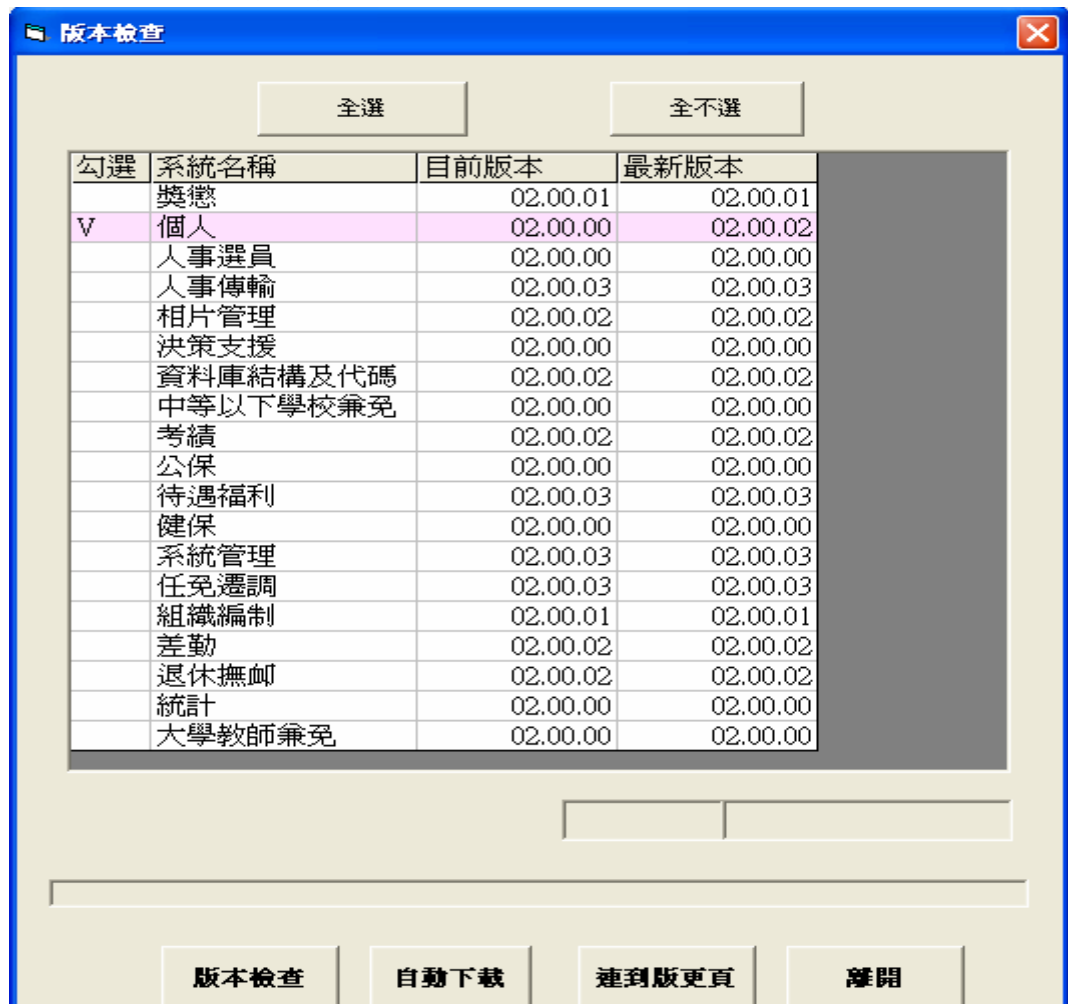 版本檢查
全選 全不選
勾選 系統名稱 目前版本 最新版本
獎懲 02.00.01 02.00.01
V 個人 02.00.00 02.00.02
人事選員 02.00.00 02.00.00
人事傳輸 02.00.03 02.00.03
相片管理 02.00.02 02.00.02
決策支援 02.00.00 02.00.00
資料庫結構及代碼 02.00.02 02.00.02
中等以下學校兼免 02.00.00 02.00.00
考績 02.00.02 02.00.02
公保 02.00.00 02.00.00
待遇福利 02.00.03 02.00.03
健保 02.00.00 02.00.00
系統管理 02.00.03 02.00.03
任免遷調 02.00.03 02.00.03
組織編制 02.00.01 02.00.01
差勤 02.00.02 02.00.02
退休撫卹 02.00.02 02.00.02
統計 02.00.00 02.00.00
大學教師兼免 02.00.00 02.00.00
版本檢查 自動下載 連到版更頁 離開